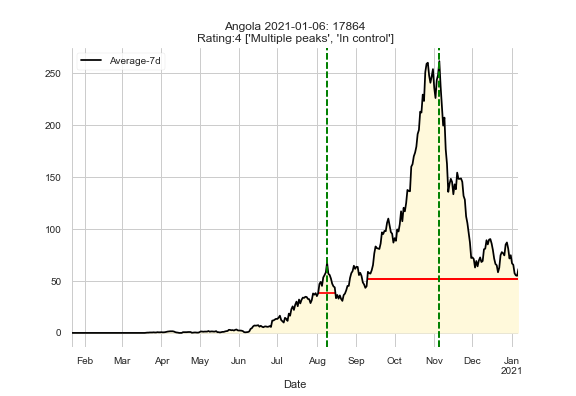 Angola 2021-01-06: 17864
Rating:4 ['Multiple peaks', 'In control']
Average-7d
250
200
150
100
50
0
Feb Mar Apr May Jun Jul Aug Sep Oct Nov Dec Jan
2021
Date